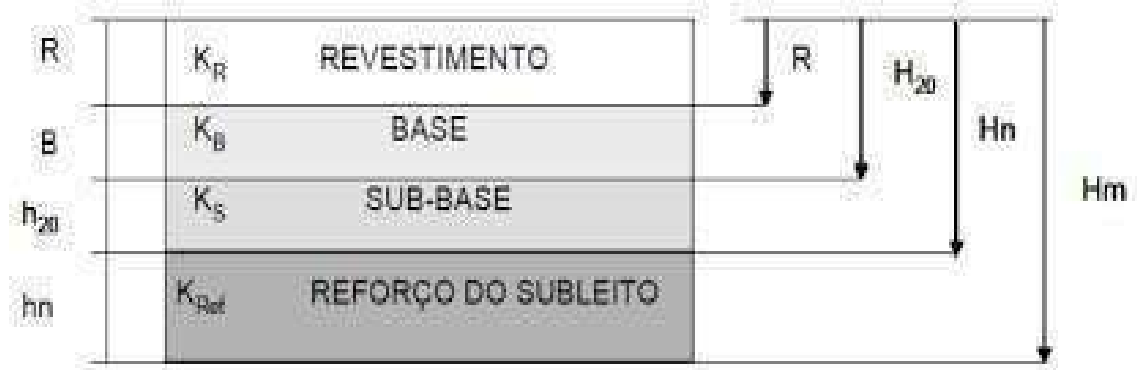 R K_R REVESTIMENTO R
H_20
B K_B BASE Hn
h_20 K_S SUB-BASE Hm
hn K_Ref REFORÇO DO SUBLEITO